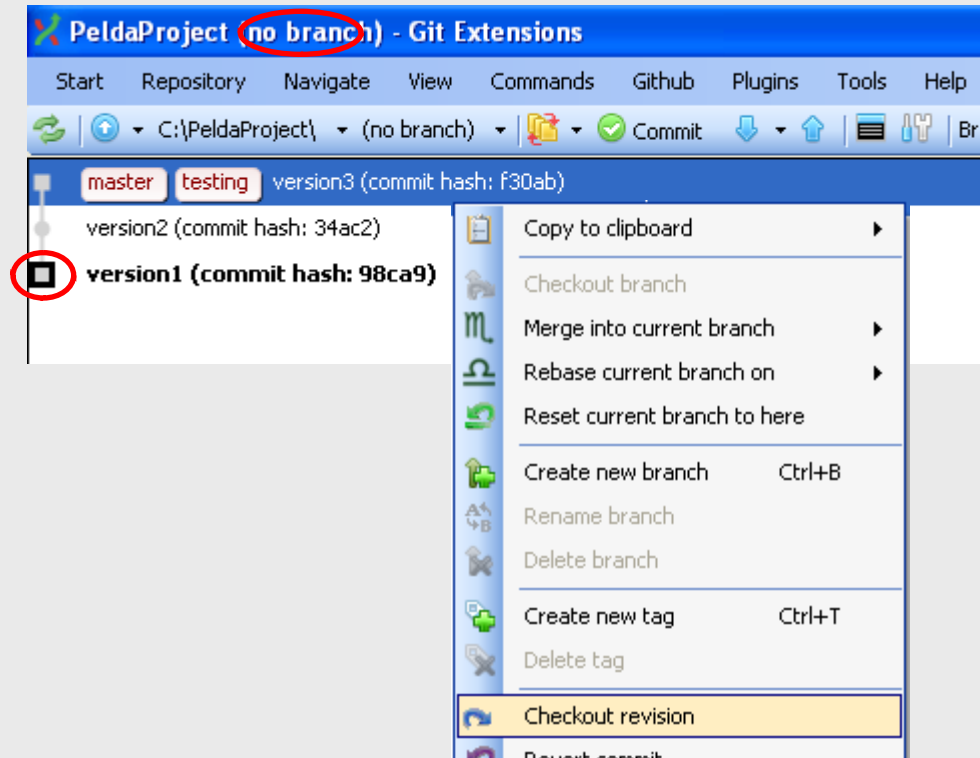 PeldaProject (no branch) - Git Extensions
Start Repository Navigate View Commands Github Plugins Tools Help
C:\PeldaProject\ (no branch) Commit Br
master testing version3 (commit hash: f30ab)
version2 (commit hash: 34ac2)
version1 (commit hash: 98ca9)
Copy to clipboard
Checkout branch
Merge into current branch
Rebase current branch on
Reset current branch to here
Create new branch Ctrl+B
Rename branch
Delete branch
Create new tag Ctrl+T
Delete tag
Checkout revision
Revert commit